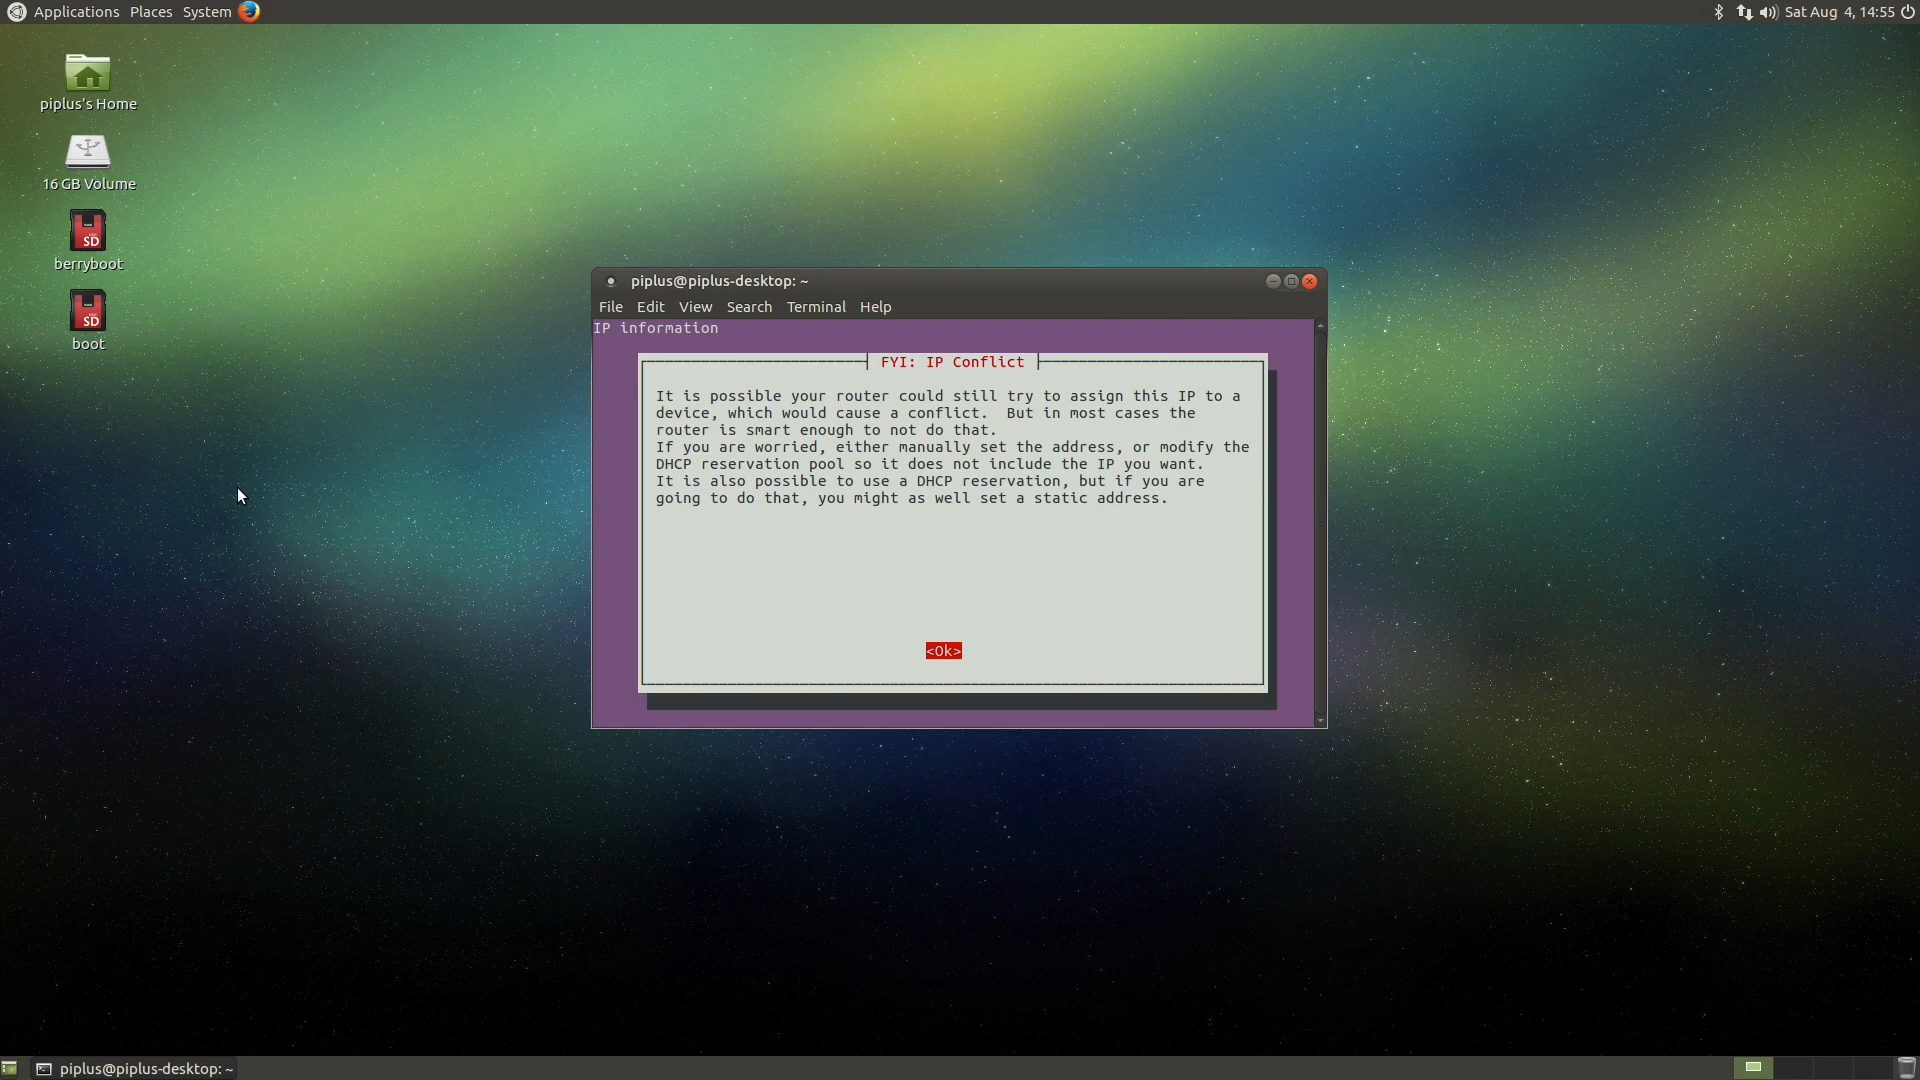 Applications Places System
Sat Aug 4, 14:55
piplus's Home
16 GB Volume
SD
berryboot
SD
boot
piplus@piplus-desktop: ~
File Edit View Search Terminal Help
IP information
FYI: IP Conflict
It is possible your router could still try to assign this IP to a
device, which would cause a conflict.  But in most cases the
router is smart enough to not do that.
If you are worried, either manually set the address, or modify the
DHCP reservation pool so it does not include the IP you want.
It is also possible to use a DHCP reservation, but if you are
going to do that, you might as well set a static address.
<Ok>
piplus@piplus-desktop: ~